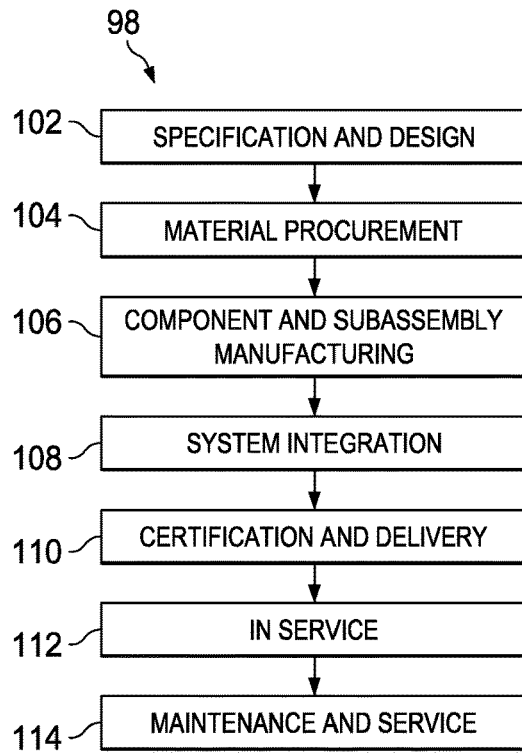 98
102
SPECIFICATION AND DESIGN
104
MATERIAL PROCUREMENT
106
COMPONENT AND SUBASSEMBLY
MANUFACTURING
108
SYSTEM INTEGRATION
110
CERTIFICATION AND DELIVERY
112
IN SERVICE
114
MAINTENANCE AND SERVICE